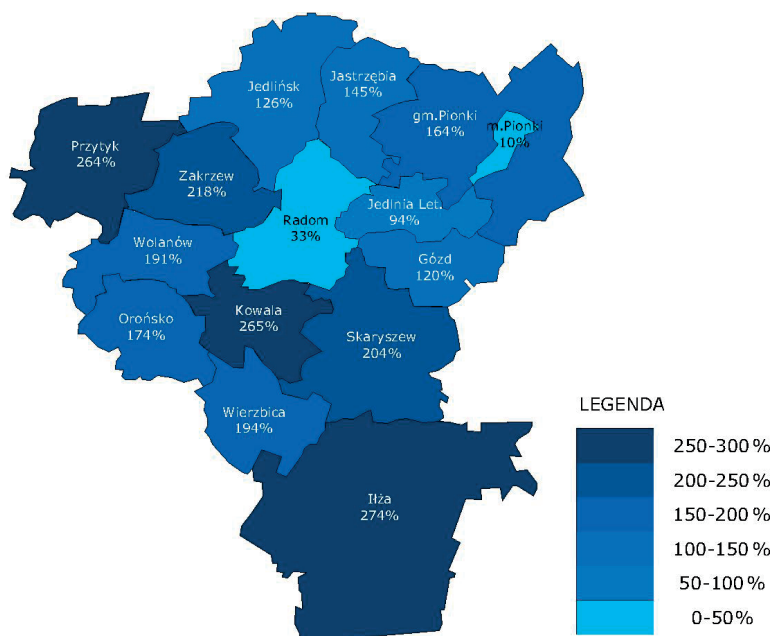 Jedlińsk
126%
Jastrzębia
145%
gm.Pionki
164%
m.Pionki
10%
Przytyk
264%
Zakrzew
218%
Radom
33%
Jedlnia Let.
94%
Wolanów
191%
Gózd
120%
Orońsko
174%
Kowala
265%
Skaryszew
204%
Wierzbica
194%
Iłża
274%
LEGENDA
250-300 %
200-250 %
150-200 %
100-150 %
50-100 %
0-50 %